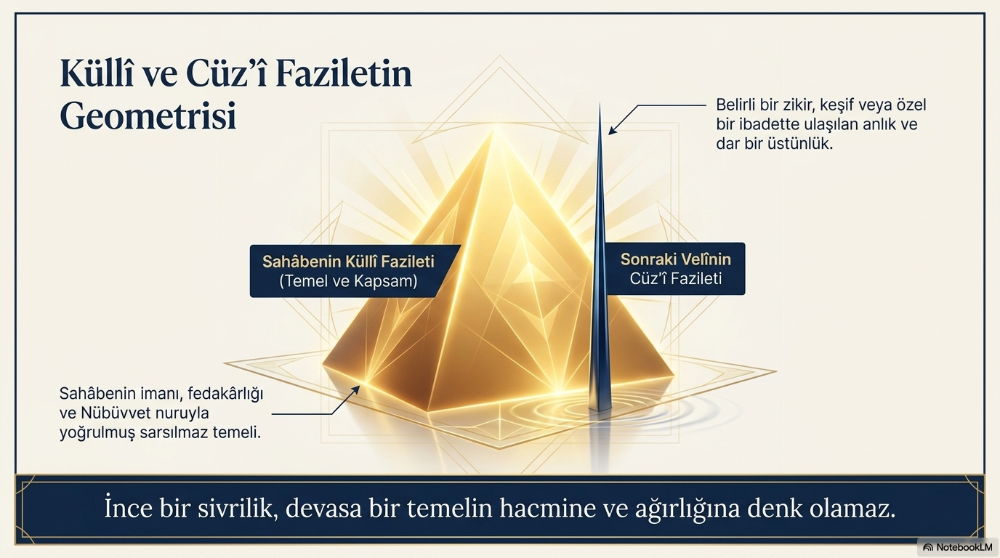 Küllî ve Cüz’î Faziletin
Geometrisi
Belirli bir zikir, keşif veya özel
bir ibadette ulaşılan anlık ve
dar bir üstünlük.
Sahâbenin Küllî Fazileti
(Temel ve Kapsam)
Sonraki Velînin
Cüz’î Fazileti
Sahâbenin imanı, fedakârlığı
ve Nübüvvet nuruyla
yoğrulmuş sarsılmaz temeli.
İnce bir sivrilik, devasa bir temelin hacmine ve ağırlığına denk olamaz.
NotebookLM